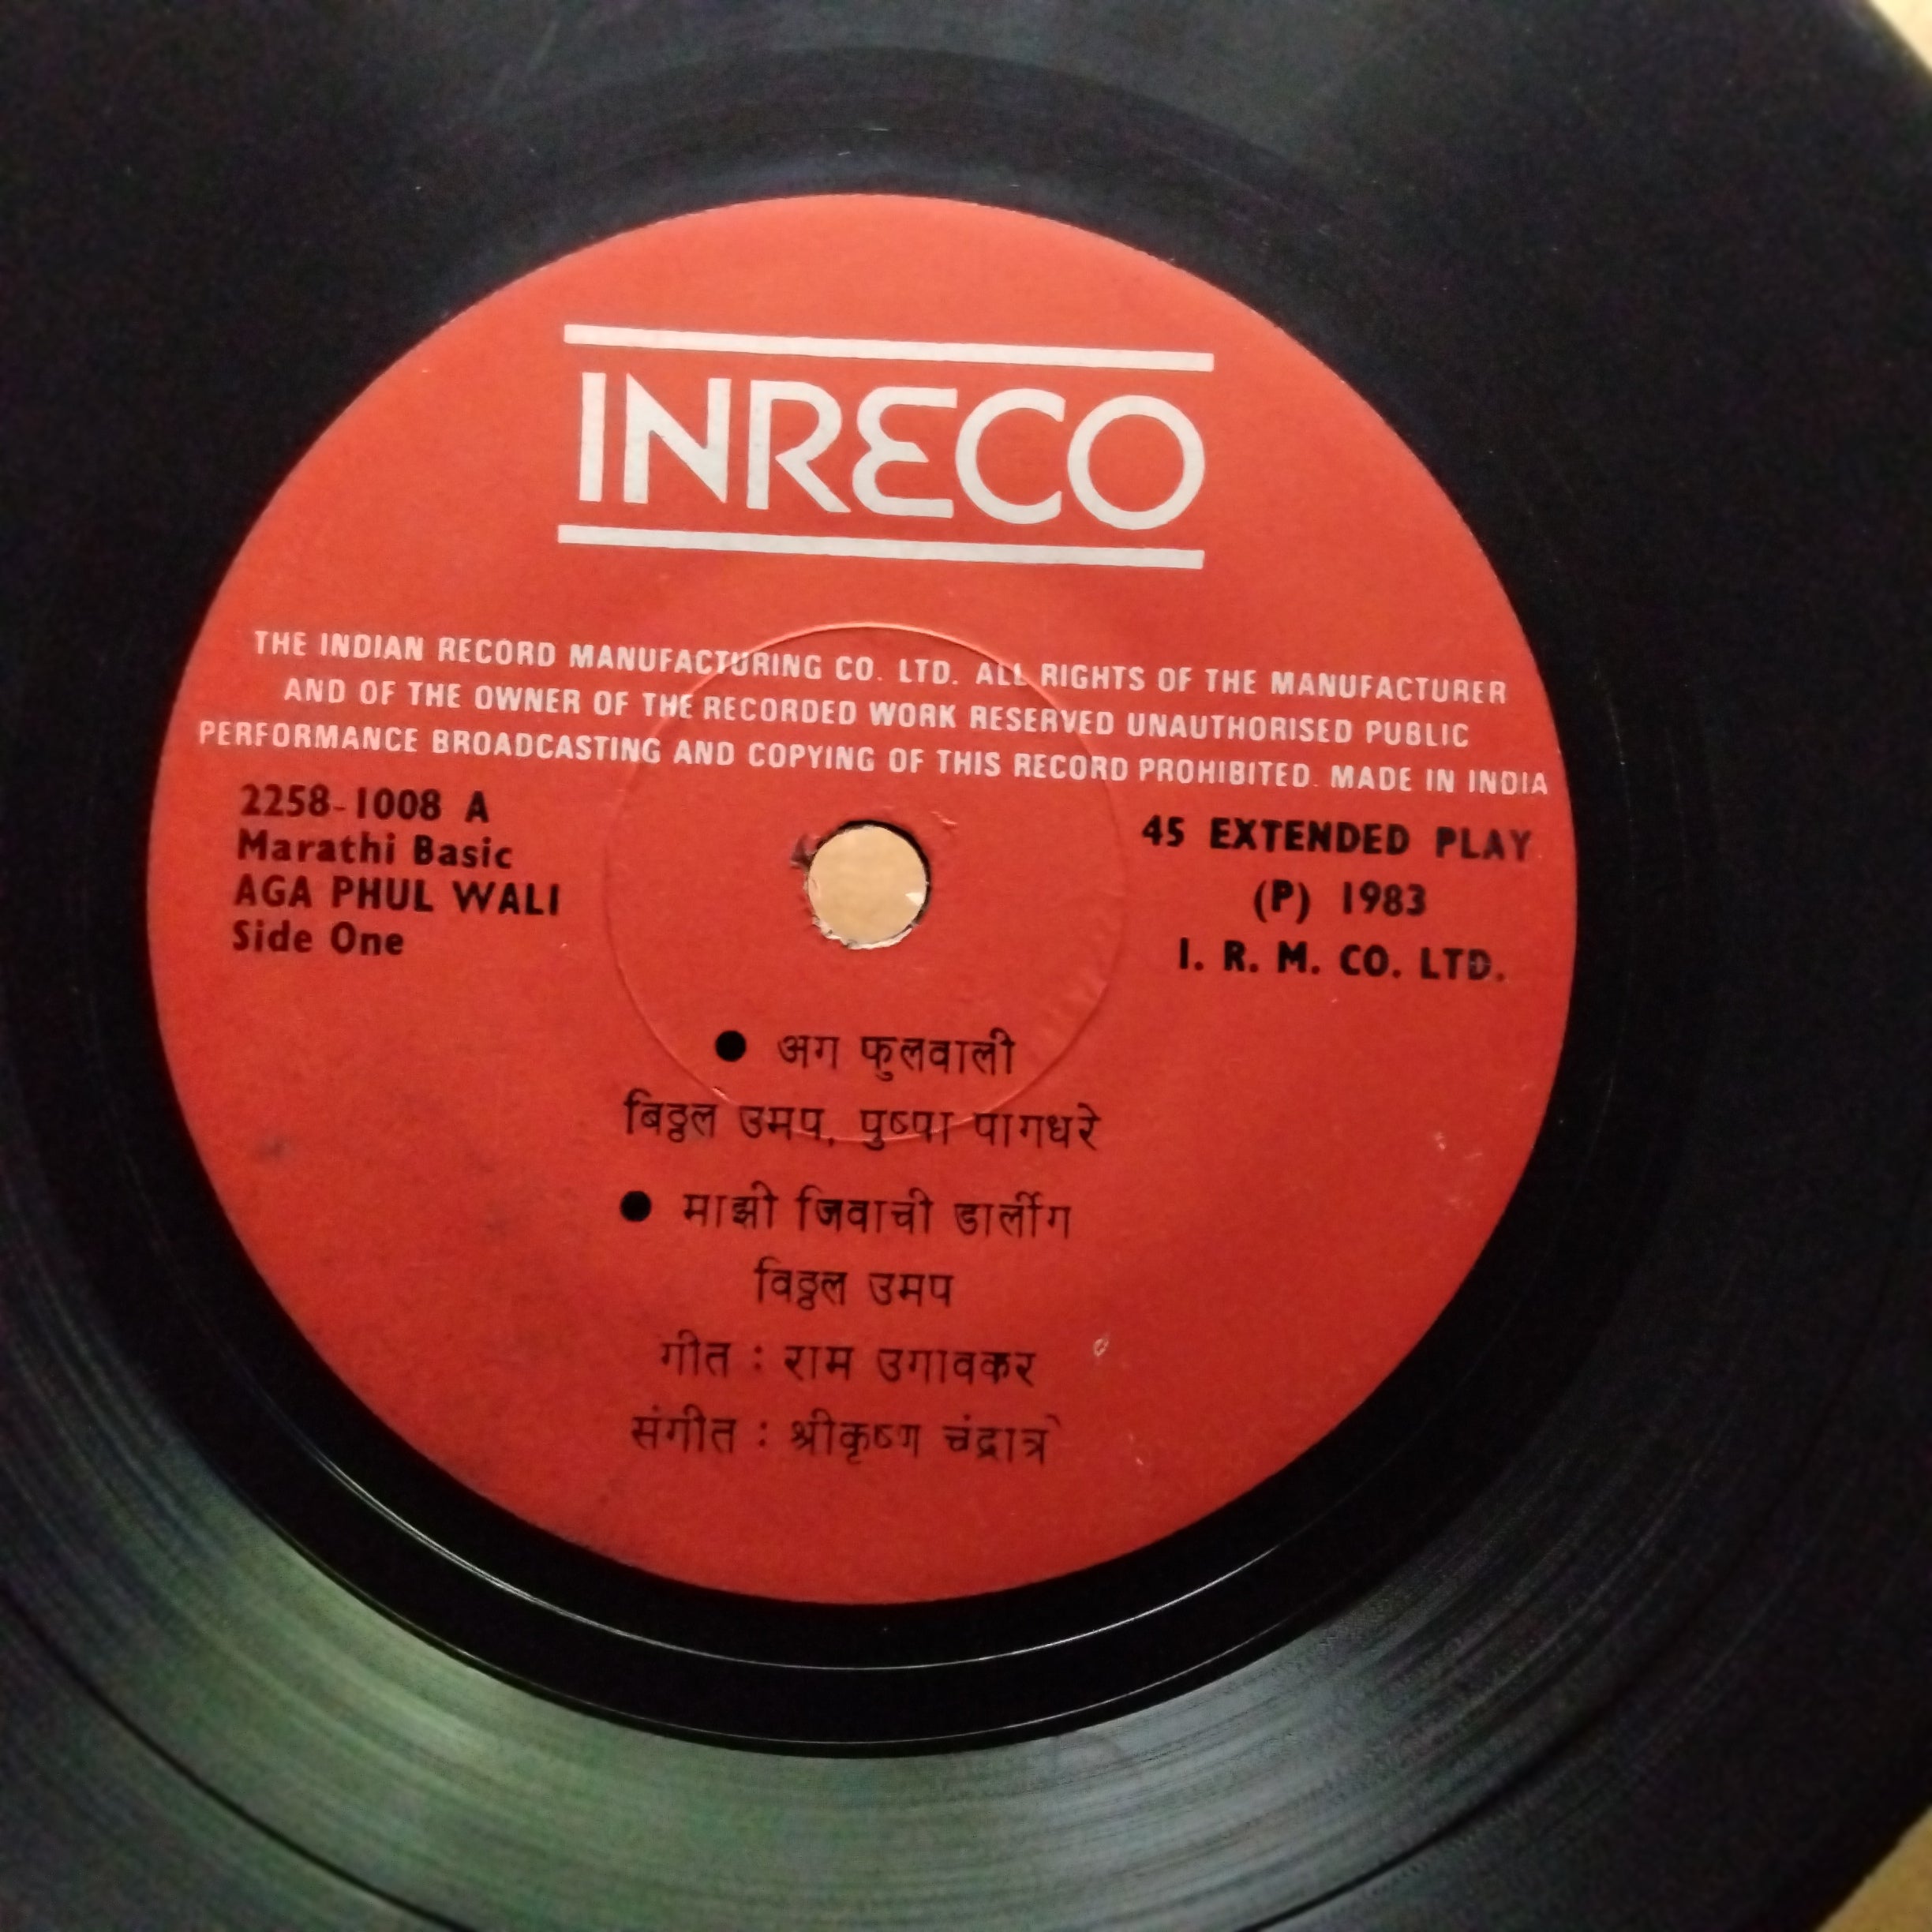 INRECO
THE INDIAN RECORD MANUFACTURING CO. LTD. ALL RIGHTS OF THE MANUFACTURER
AND OF THE OWNER OF THE RECORDED WORK RESERVED UNAUTHORISED PUBLIC
PERFORMANCE BROADCASTING AND COPYING OF THIS RECORD PROHIBITED. MADE IN INDIA
2258-1008 A
Marathi Basic
AGA PHUL WALI
Side One
45 EXTENDED PLAY
(P) 1983
I. R. M. CO. LTD.
● अग फुलवाली
बिठ्ठल उमप, पुष्पा पागधरे
● माझी जिवाची डार्लीग
विठ्ठल उमप
गीत : राम उगावकर
संगीत : श्रीकृष्ण चंद्रात्रे